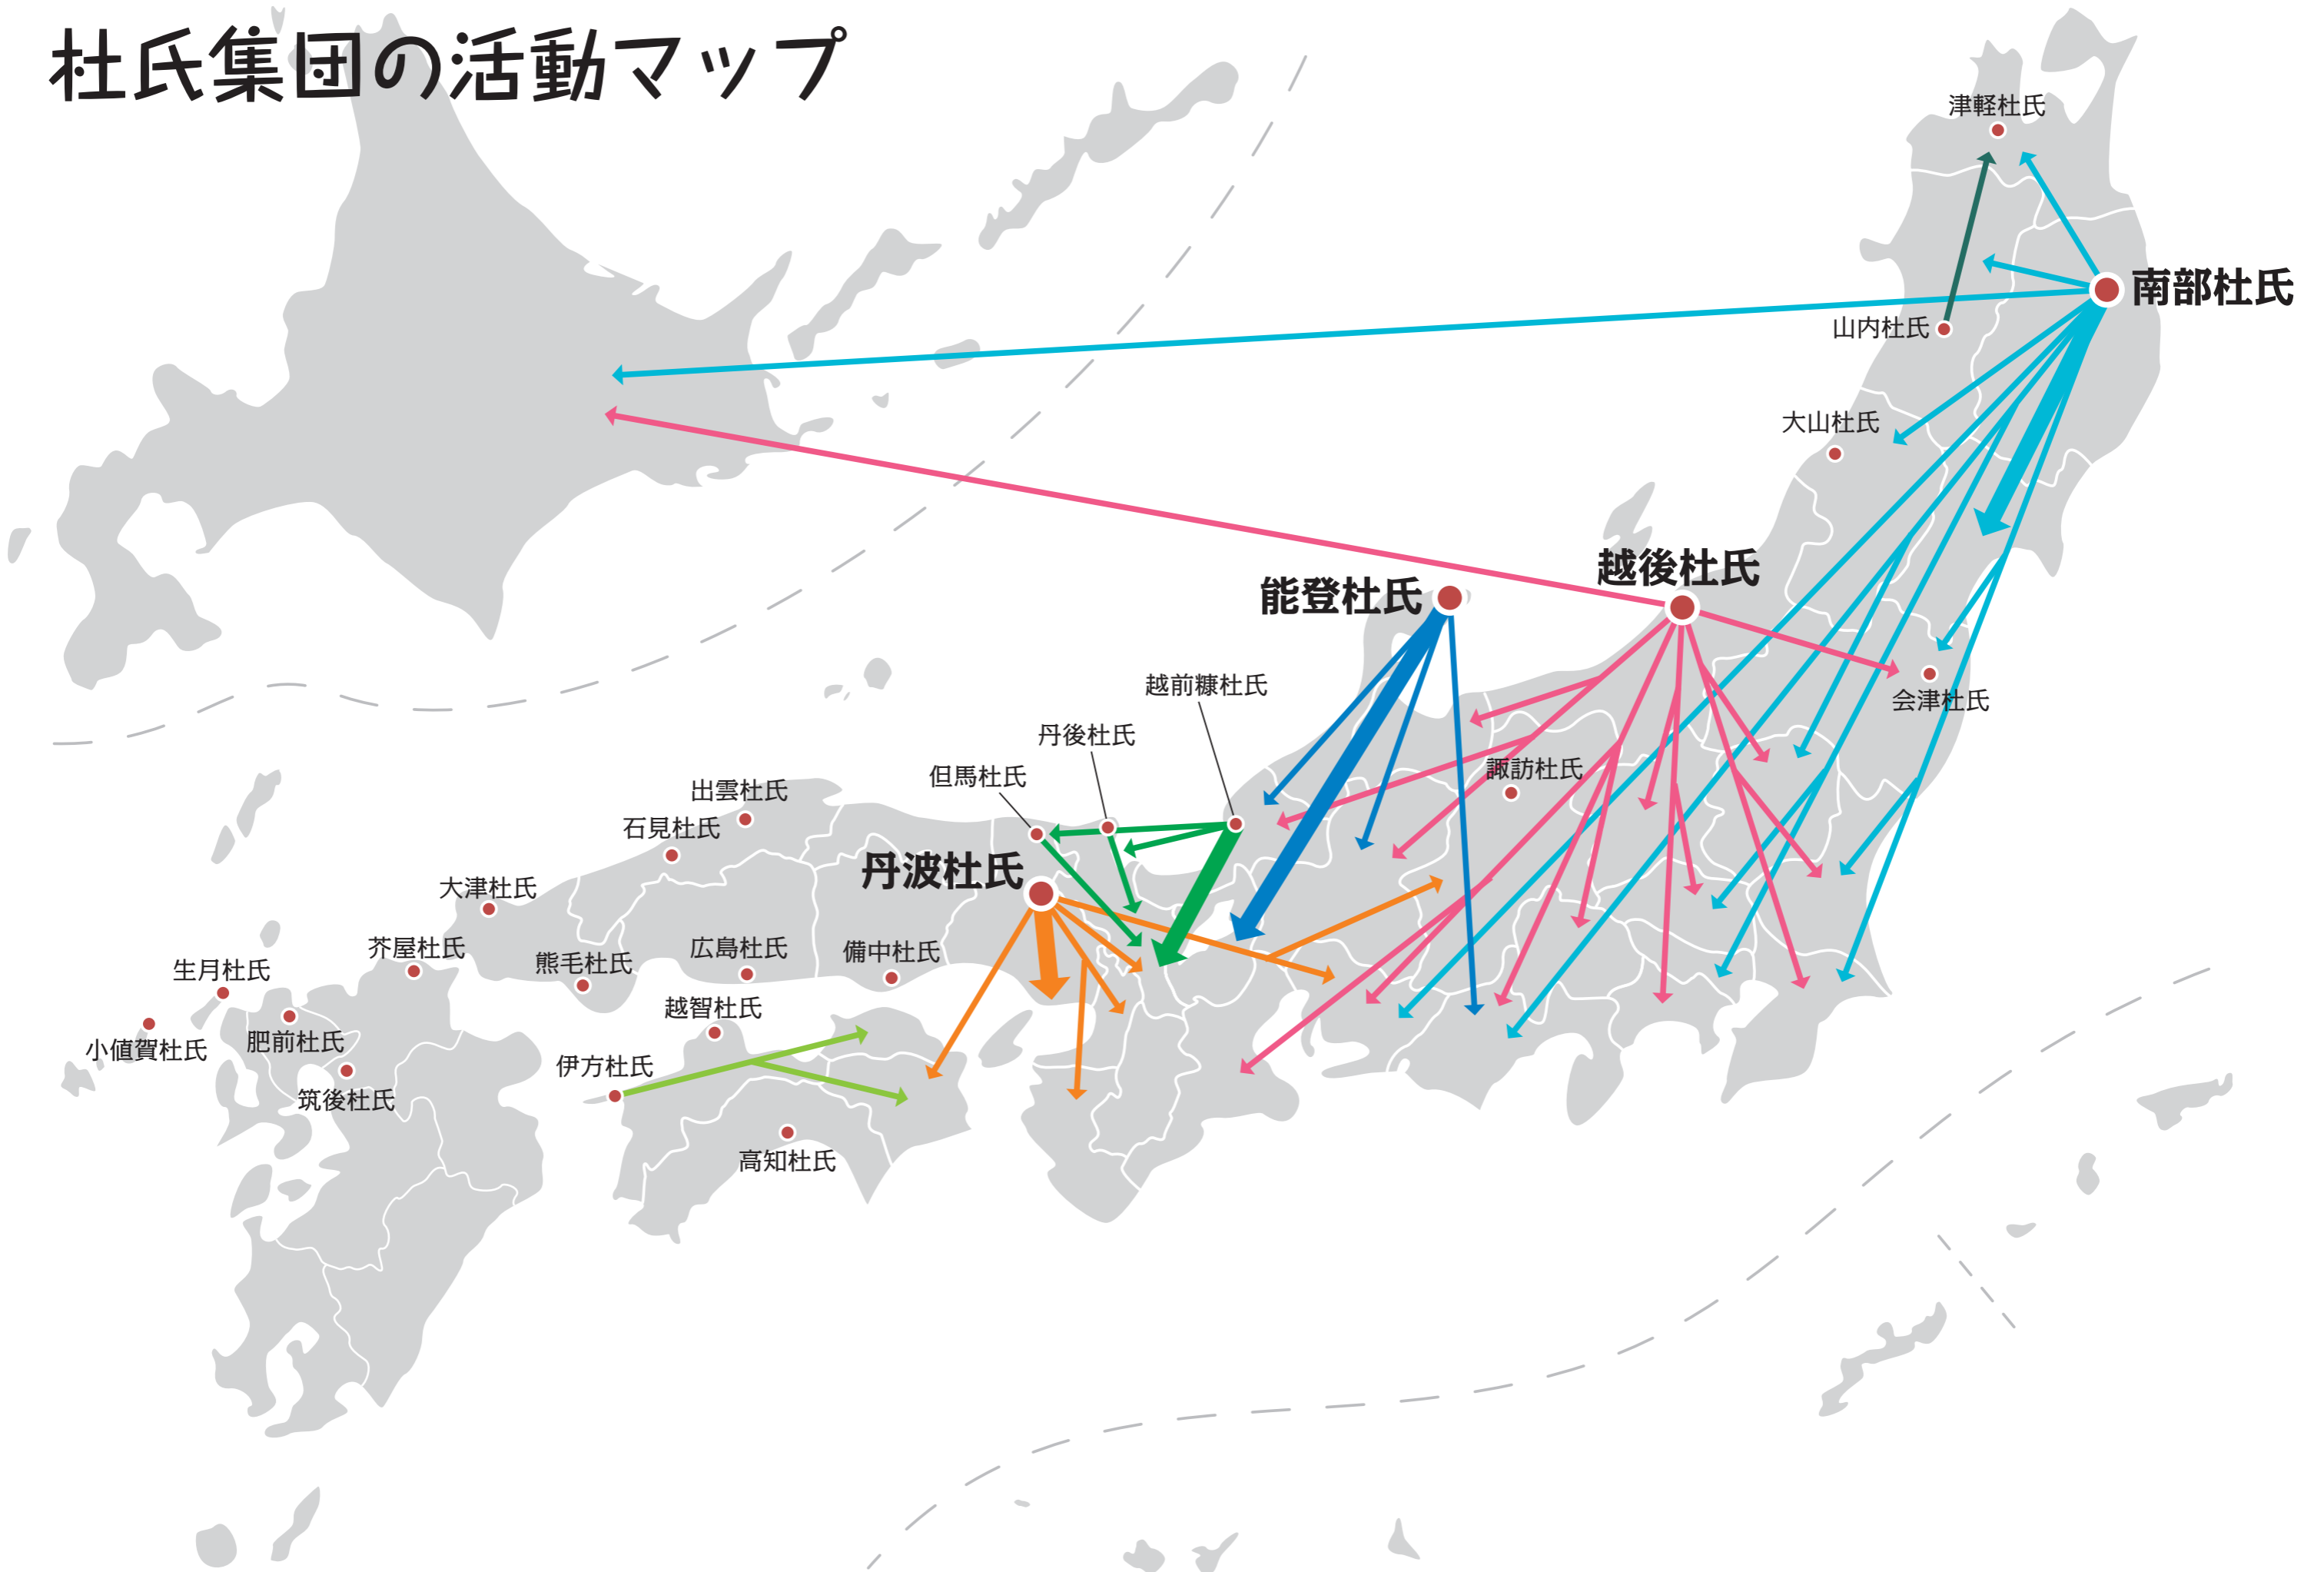 杜氏集団の活動マップ
津軽杜氏
南部杜氏
山内杜氏
大山杜氏
越後杜氏
能登杜氏
会津杜氏
越前糠杜氏
丹後杜氏
但馬杜氏
諏訪杜氏
出雲杜氏
石見杜氏
丹波杜氏
大津杜氏
芥屋杜氏
熊毛杜氏
広島杜氏
備中杜氏
生月杜氏
越智杜氏
小値賀杜氏
肥前杜氏
伊方杜氏
筑後杜氏
高知杜氏